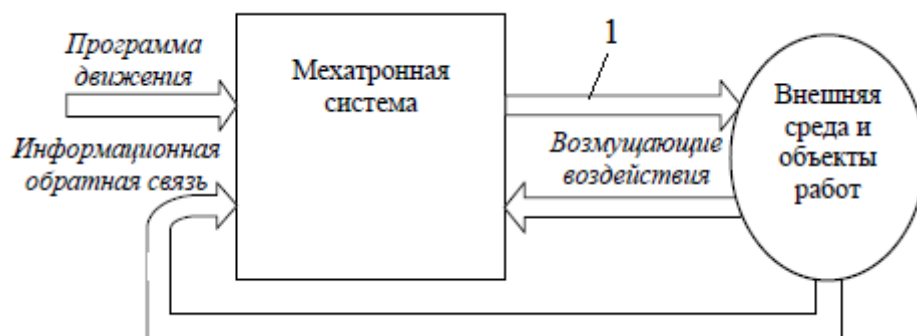 Программа
движения
Информационная
обратная связь
Мехатронная
система
1
Возмущающие
воздействия
Внешняя
среда и
объекты
работ